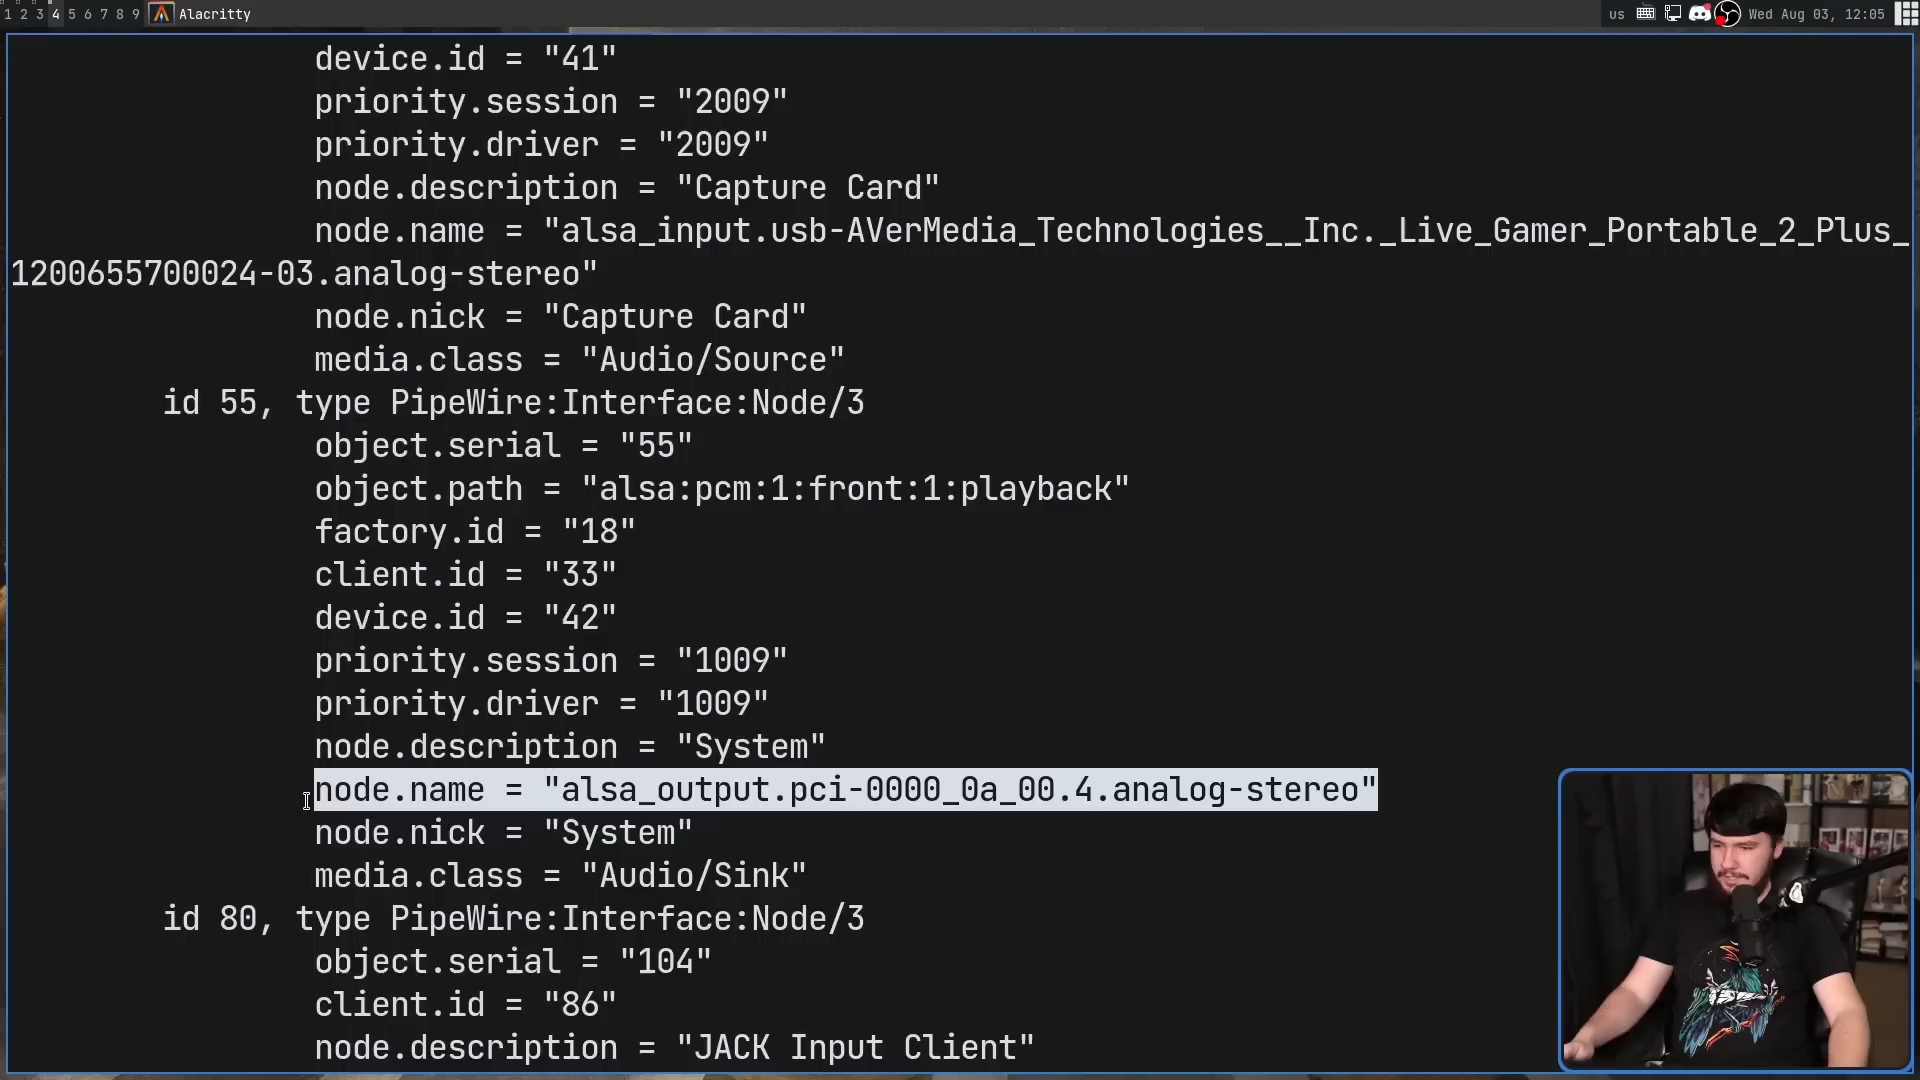 1 2 3 4 5 6 7 8 9 Alacritty us Wed Aug 03, 12:05
device.id = "41"
priority.session = "2009"
priority.driver = "2009"
node.description = "Capture Card"
node.name = "alsa_input.usb-AVerMedia_Technologies__Inc._Live_Gamer_Portable_2_Plus_
1200655700024-03.analog-stereo"
node.nick = "Capture Card"
media.class = "Audio/Source"
id 55, type PipeWire:Interface:Node/3
object.serial = "55"
object.path = "alsa:pcm:1:front:1:playback"
factory.id = "18"
client.id = "33"
device.id = "42"
priority.session = "1009"
priority.driver = "1009"
node.description = "System"
node.name = "alsa_output.pci-0000_0a_00.4.analog-stereo"
node.nick = "System"
media.class = "Audio/Sink"
id 80, type PipeWire:Interface:Node/3
object.serial = "104"
client.id = "86"
node.description = "JACK Input Client"